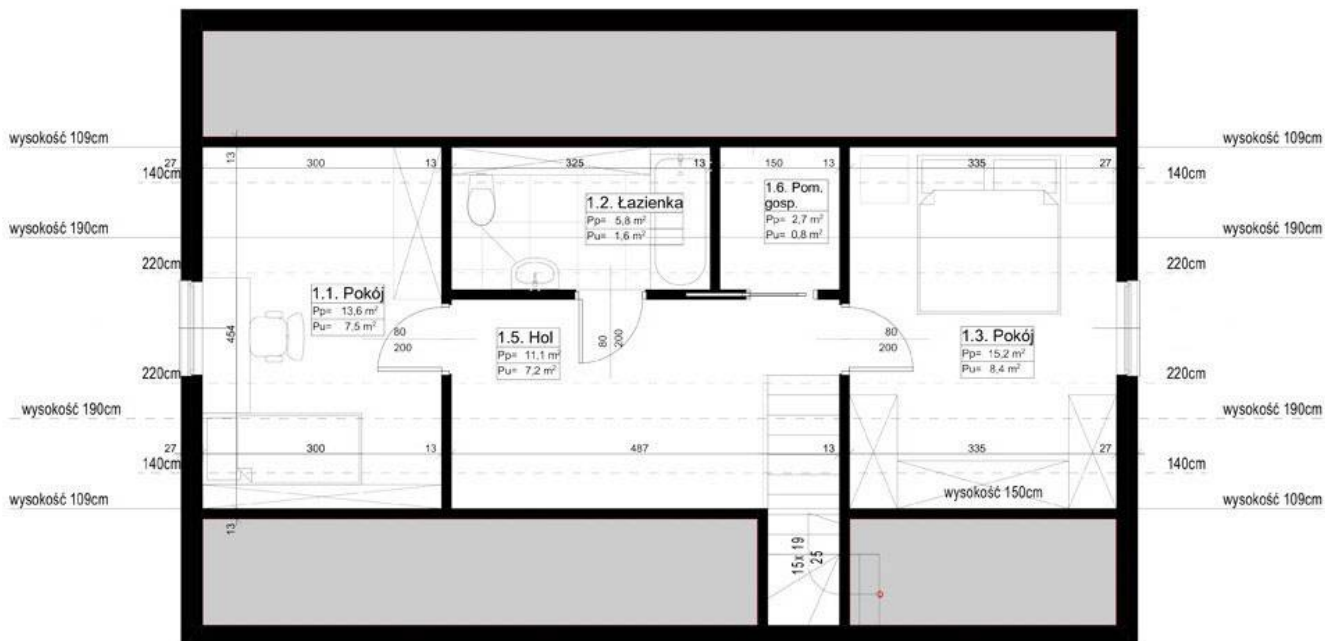 wysokość 109cm
wysokość 109cm
27
13
300
13
325
13
150
13
335
27
140cm
140cm
1.6. Pom.
gosp.
Pp= 2,7 m²
Pu= 0,8 m²
1.2. Łazienka
Pp= 5,8 m²
Pu= 1,6 m²
wysokość 190cm
wysokość 190cm
220cm
220cm
1.1. Pokój
Pp= 13,6 m²
Pu= 7,5 m²
454
80
200
1.5. Hol
Pp= 11,1 m²
Pu= 7,2 m²
80
200
80
200
1.3. Pokój
Pp= 15,2 m²
Pu= 8,4 m²
220cm
220cm
wysokość 190cm
wysokość 190cm
27
300
13
487
13
335
27
140cm
140cm
wysokość 150cm
wysokość 109cm
wysokość 109cm
13
15x 19
25